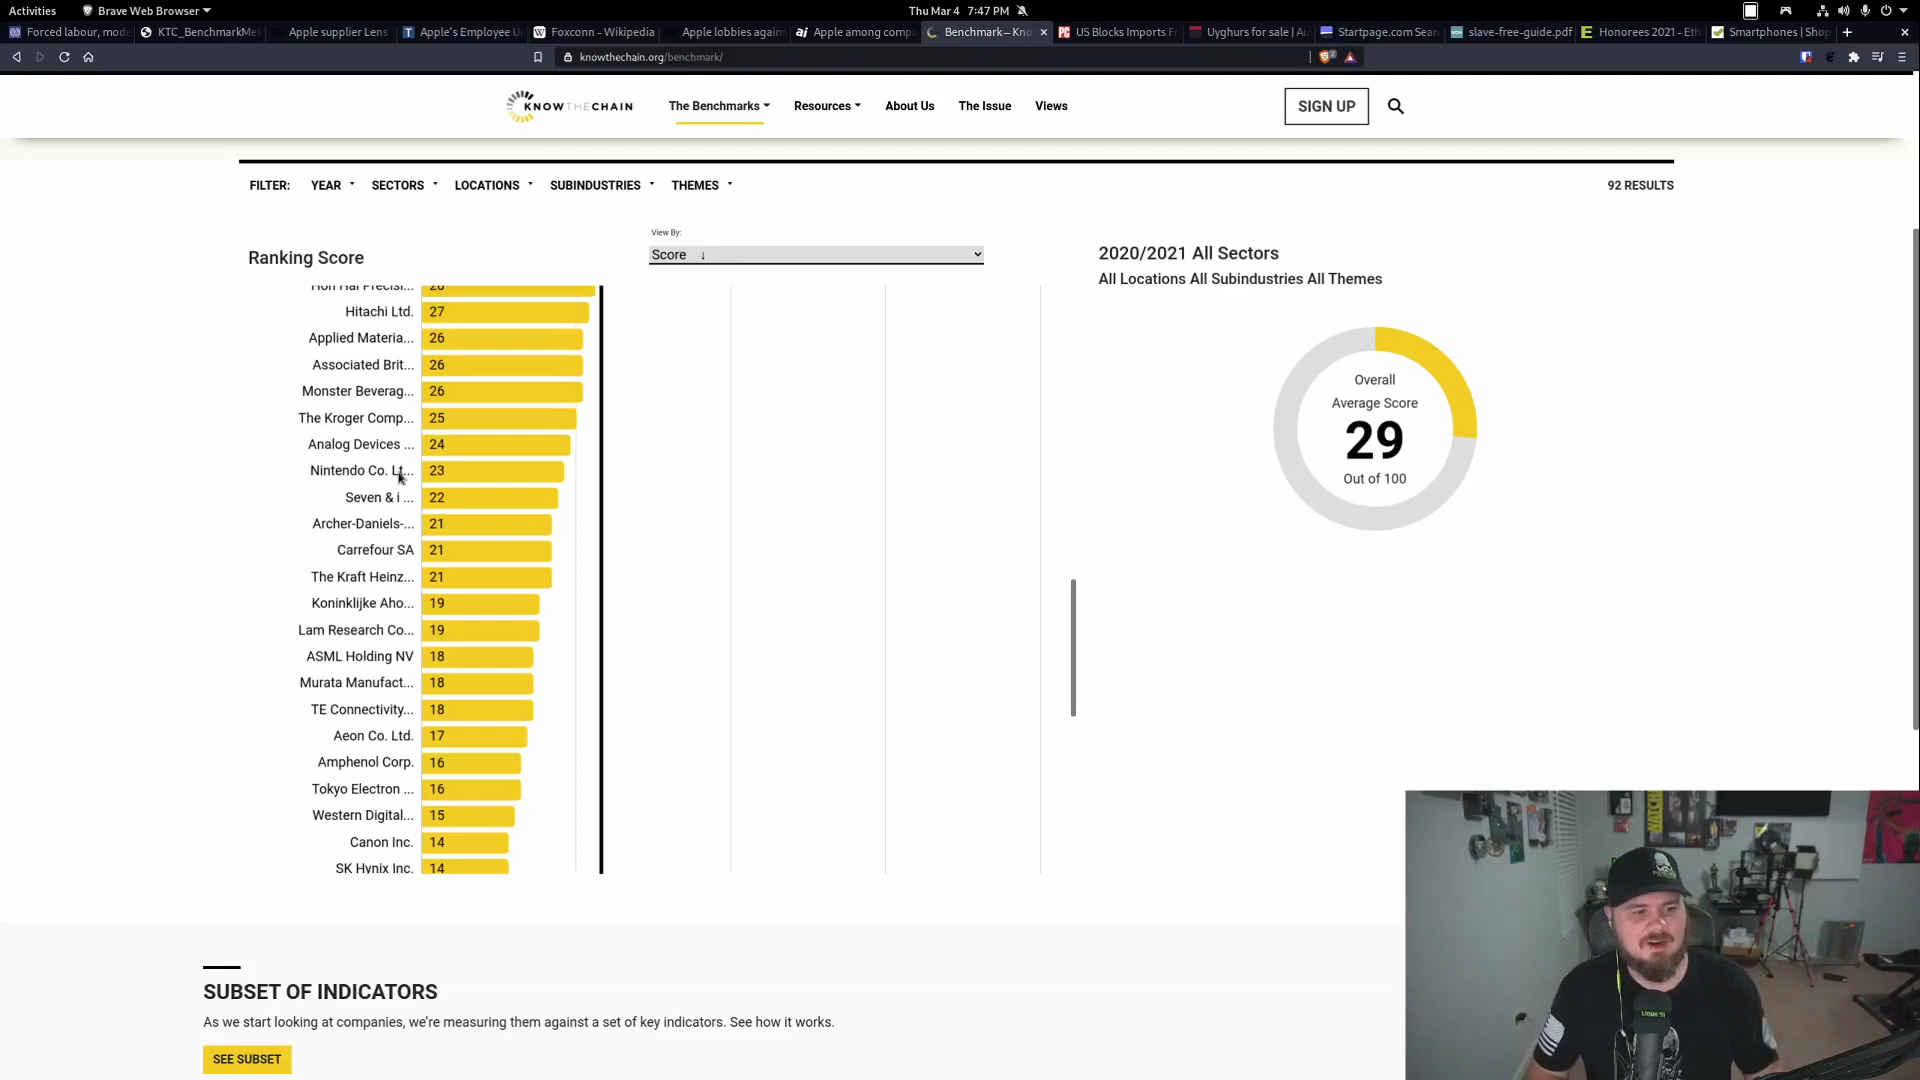 Activities
Brave Web Browser
Thu Mar 4 7:47 PM
Forced labour, mode
KTC_BenchmarkMet
Apple supplier Lens
Apple's Employee U
Foxconn - Wikipedia
Apple lobbies again
Apple among comp
Benchmark – Kno
US Blocks Imports Fr
Uyghurs for sale | Au
Startpage.com Sear
slave-free-guide.pdf
Honorees 2021 - Eth
Smartphones | Shop
knowthechain.org/benchmark/
KNOWTHECHAIN
The Benchmarks
Resources
About Us
The Issue
Views
SIGN UP
FILTER: YEAR SECTORS LOCATIONS SUBINDUSTRIES THEMES
92 RESULTS
View By:
Score ↓
Ranking Score
2020/2021 All Sectors
All Locations All Subindustries All Themes
Hon Hai Precisi... 28
Hitachi Ltd. 27
Applied Materia... 26
Associated Brit... 26
Monster Beverag... 26
The Kroger Comp... 25
Analog Devices ... 24
Nintendo Co. Lt... 23
Seven & i ... 22
Archer-Daniels-... 21
Carrefour SA 21
The Kraft Heinz... 21
Koninklijke Aho... 19
Lam Research Co... 19
ASML Holding NV 18
Murata Manufact... 18
TE Connectivity... 18
Aeon Co. Ltd. 17
Amphenol Corp. 16
Tokyo Electron ... 16
Western Digital... 15
Canon Inc. 14
SK Hynix Inc. 14
Overall
Average Score
29
Out of 100
SUBSET OF INDICATORS
As we start looking at companies, we're measuring them against a set of key indicators. See how it works.
SEE SUBSET